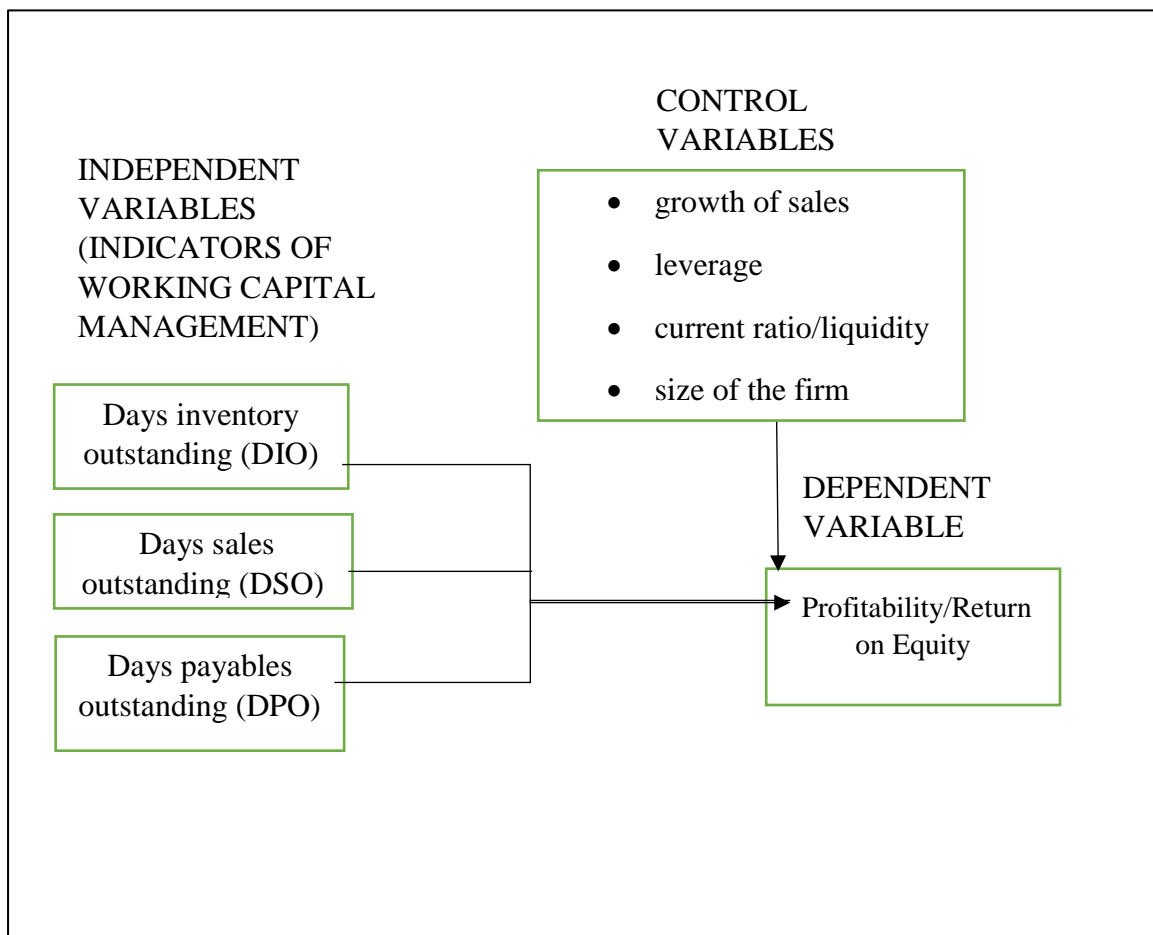 CONTROL
VARIABLES
INDEPENDENT
VARIABLES
(INDICATORS OF
WORKING CAPITAL
MANAGEMENT)
• growth of sales
• leverage
• current ratio/liquidity
• size of the firm
Days inventory
outstanding (DIO)
Days sales
outstanding (DSO)
Days payables
outstanding (DPO)
DEPENDENT
VARIABLE
Profitability/Return
on Equity